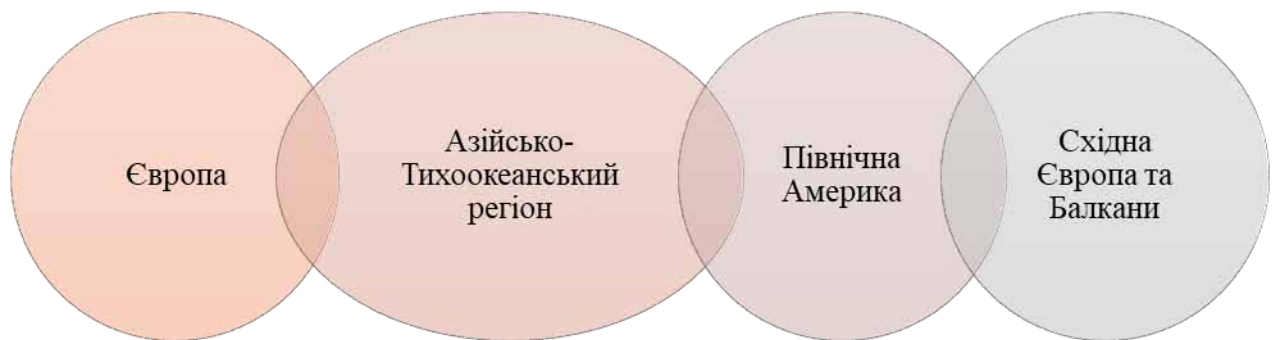 Європа
Азійсько-
Тихоокеанський
регіон
Північна
Америка
Східна
Європа та
Балкани